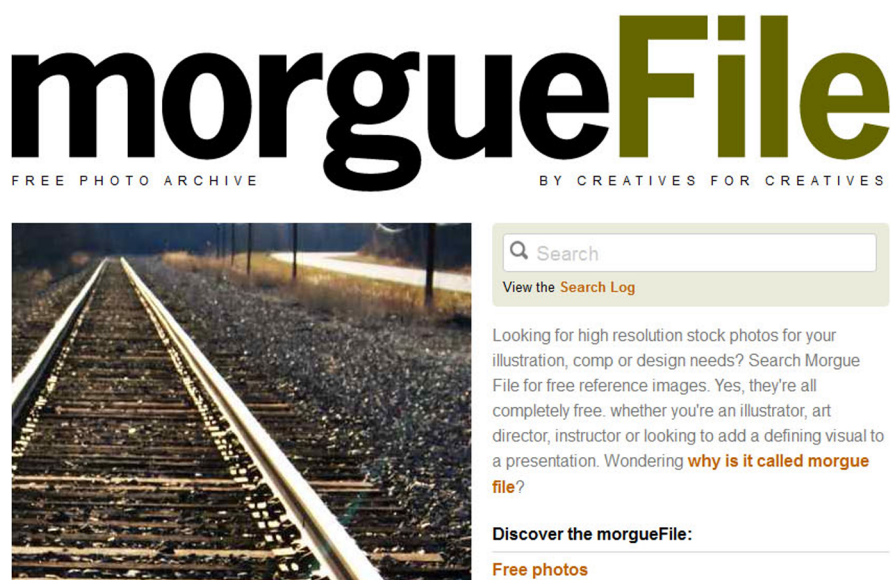 morgueFile
FREE PHOTO ARCHIVE
BY CREATIVES FOR CREATIVES
Search
View the Search Log
Looking for high resolution stock photos for your
illustration, comp or design needs? Search Morgue
File for free reference images. Yes, they're all
completely free. whether you're an illustrator, art
director, instructor or looking to add a defining visual to
a presentation. Wondering why is it called morgue
file?
Discover the morgueFile:
Free photos